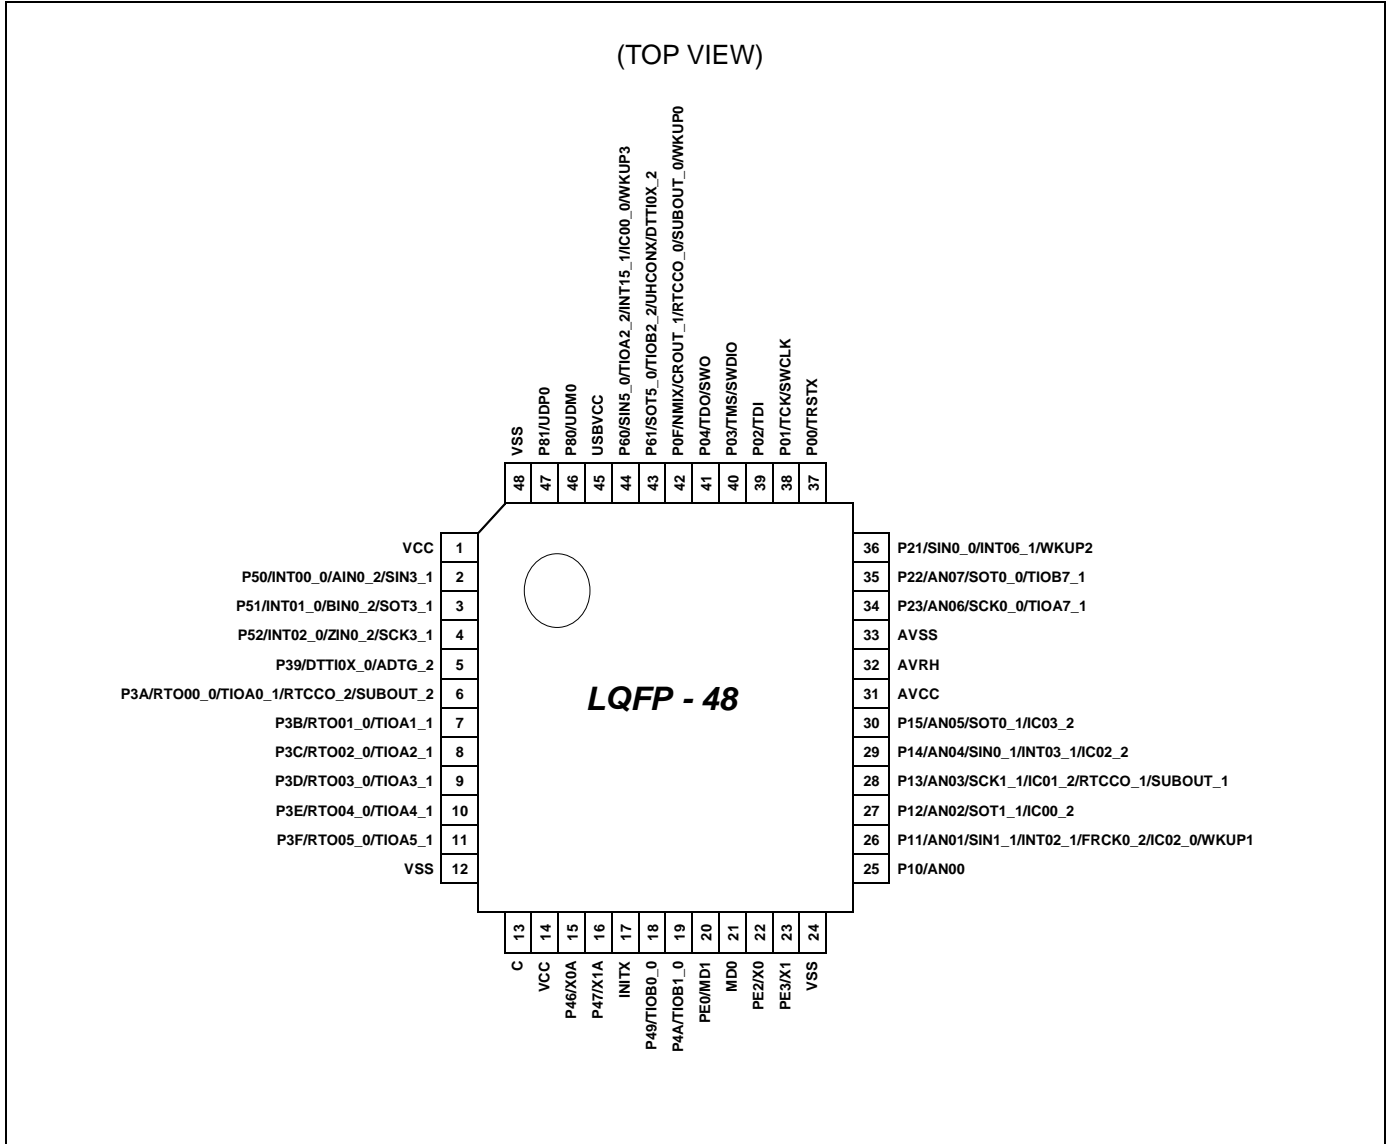 (TOP VIEW)
VSS
P81/UDP0
P80/UDM0
USBVCC
P60/SIN5_0/TIOA2_2/INT15_1/IC00_0/WKUP3
P61/SOT5_0/TIOB2_2/UHCONX/DTTI0X_2
P0F/NMIX/CROUT_1/RTCCO_0/SUBOUT_0/WKUP0
P04/TDO/SWO
P03/TMS/SWDIO
P02/TDI
P01/TCK/SWCLK
P00/TRSTX
48
47
46
45
44
43
42
41
40
39
38
37
VCC 1
P50/INT00_0/AIN0_2/SIN3_1 2
P51/INT01_0/BIN0_2/SOT3_1 3
P52/INT02_0/ZIN0_2/SCK3_1 4
P39/DTTI0X_0/ADTG_2 5
P3A/RTO00_0/TIOA0_1/RTCCO_2/SUBOUT_2 6
P3B/RTO01_0/TIOA1_1 7
P3C/RTO02_0/TIOA2_1 8
P3D/RTO03_0/TIOA3_1 9
P3E/RTO04_0/TIOA4_1 10
P3F/RTO05_0/TIOA5_1 11
VSS 12
LQFP - 48
36 P21/SIN0_0/INT06_1/WKUP2
35 P22/AN07/SOT0_0/TIOB7_1
34 P23/AN06/SCK0_0/TIOA7_1
33 AVSS
32 AVRH
31 AVCC
30 P15/AN05/SOT0_1/IC03_2
29 P14/AN04/SIN0_1/INT03_1/IC02_2
28 P13/AN03/SCK1_1/IC01_2/RTCCO_1/SUBOUT_1
27 P12/AN02/SOT1_1/IC00_2
26 P11/AN01/SIN1_1/INT02_1/FRCK0_2/IC02_0/WKUP1
25 P10/AN00
13
14
15
16
17
18
19
20
21
22
23
24
C
VCC
P46/X0A
P47/X1A
INITX
P49/TIOB0_0
P4A/TIOB1_0
PE0/MD1
MD0
PE2/X0
PE3/X1
VSS